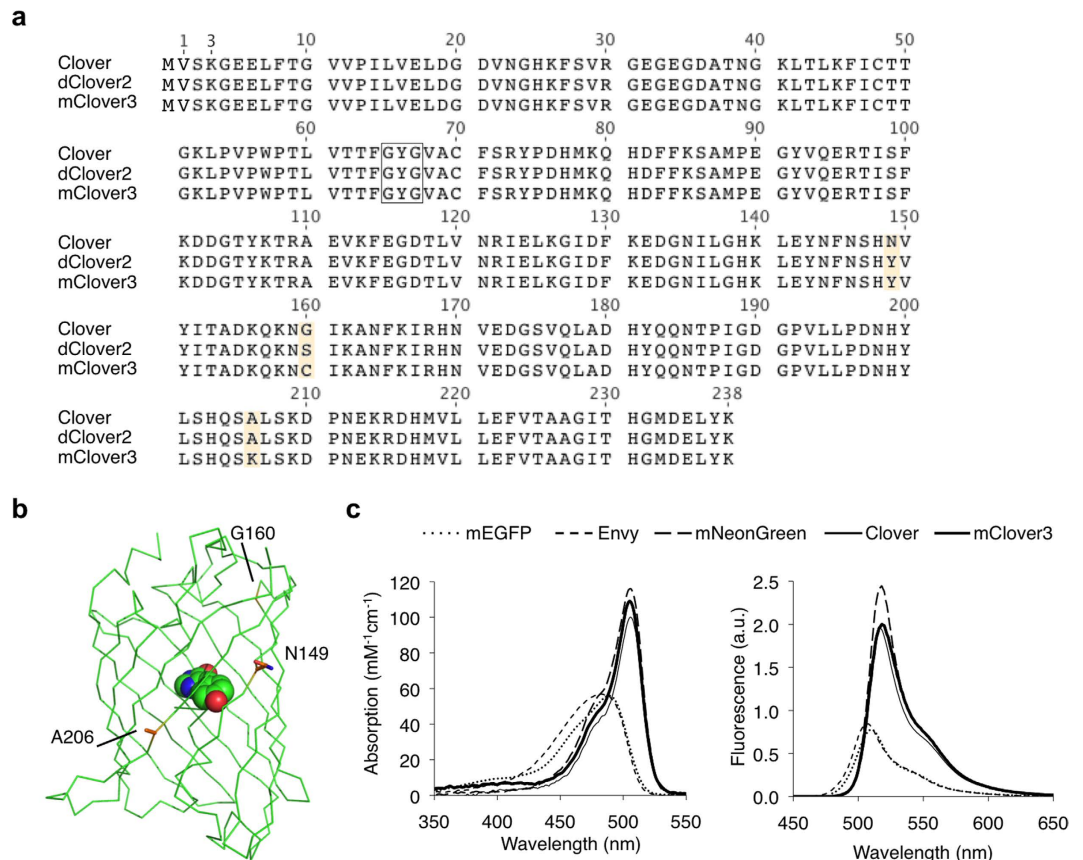 a
1 3 10 20 30 40 50
Clover MVSKGEELFTG VVPILVELDG DVNGHKFSVR GEGEGDATNG KLTLKFICTT
dClover2 MVSKGEELFTG VVPILVELDG DVNGHKFSVR GEGEGDATNG KLTLKFICTT
mClover3 MVSKGEELFTG VVPILVELDG DVNGHKFSVR GEGEGDATNG KLTLKFICTT
60 70 80 90 100
Clover GKLPVPWPTL VTTFGYGVAC FSRYPDHMKQ HDFFKSAMPE GYVQERTISF
dClover2 GKLPVPWPTL VTTFGYGVAC FSRYPDHMKQ HDFFKSAMPE GYVQERTISF
mClover3 GKLPVPWPTL VTTFGYGVAC FSRYPDHMKQ HDFFKSAMPE GYVQERTISF
110 120 130 140 150
Clover KDDGTYKTRA EVKFEGDTLV NRIELKGIDF KEDGNILGHK LEYNFNSHNV
dClover2 KDDGTYKTRA EVKFEGDTLV NRIELKGIDF KEDGNILGHK LEYNFNSHYV
mClover3 KDDGTYKTRA EVKFEGDTLV NRIELKGIDF KEDGNILGHK LEYNFNSHYV
160 170 180 190 200
Clover YITADKQKNG IKANFKIRHN VEDGSVQLAD HYQQNTPIGD GPVLLPDNHY
dClover2 YITADKQKNS IKANFKIRHN VEDGSVQLAD HYQQNTPIGD GPVLLPDNHY
mClover3 YITADKQKNC IKANFKIRHN VEDGSVQLAD HYQQNTPIGD GPVLLPDNHY
210 220 230 238
Clover LSHQSALSKD PNEKRDHMVL LEFVTAAGIT HGMDELYK
dClover2 LSHQSALSKD PNEKRDHMVL LEFVTAAGIT HGMDELYK
mClover3 LSHQSKLSKD PNEKRDHMVL LEFVTAAGIT HGMDELYK
b
G160
N149
A206
c
mEGFP Envy mNeonGreen Clover mClover3
Absorption (mM-1cm-1)
120
100
80
60
40
20
0
350 400 450 500 550
Wavelength (nm)
Fluorescence (a.u.)
2.5
2.0
1.5
1.0
0.5
0.0
450 500 550 600 650
Wavelength (nm)